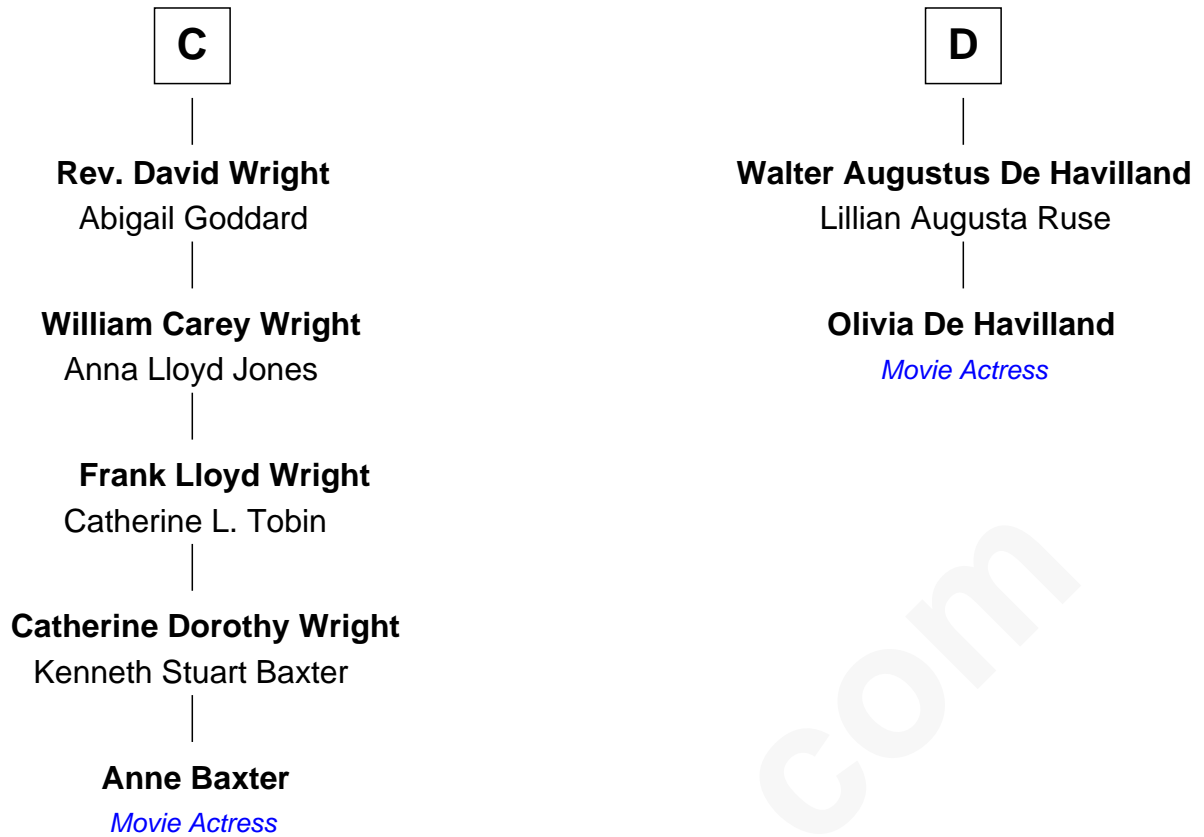 C
Rev. David Wright
Abigail Goddard
William Carey Wright
Anna Lloyd Jones
Frank Lloyd Wright
Catherine L. Tobin
Catherine Dorothy Wright
Kenneth Stuart Baxter
Anne Baxter
Movie Actress
D
Walter Augustus De Havilland
Lillian Augusta Ruse
Olivia De Havilland
Movie Actress
com